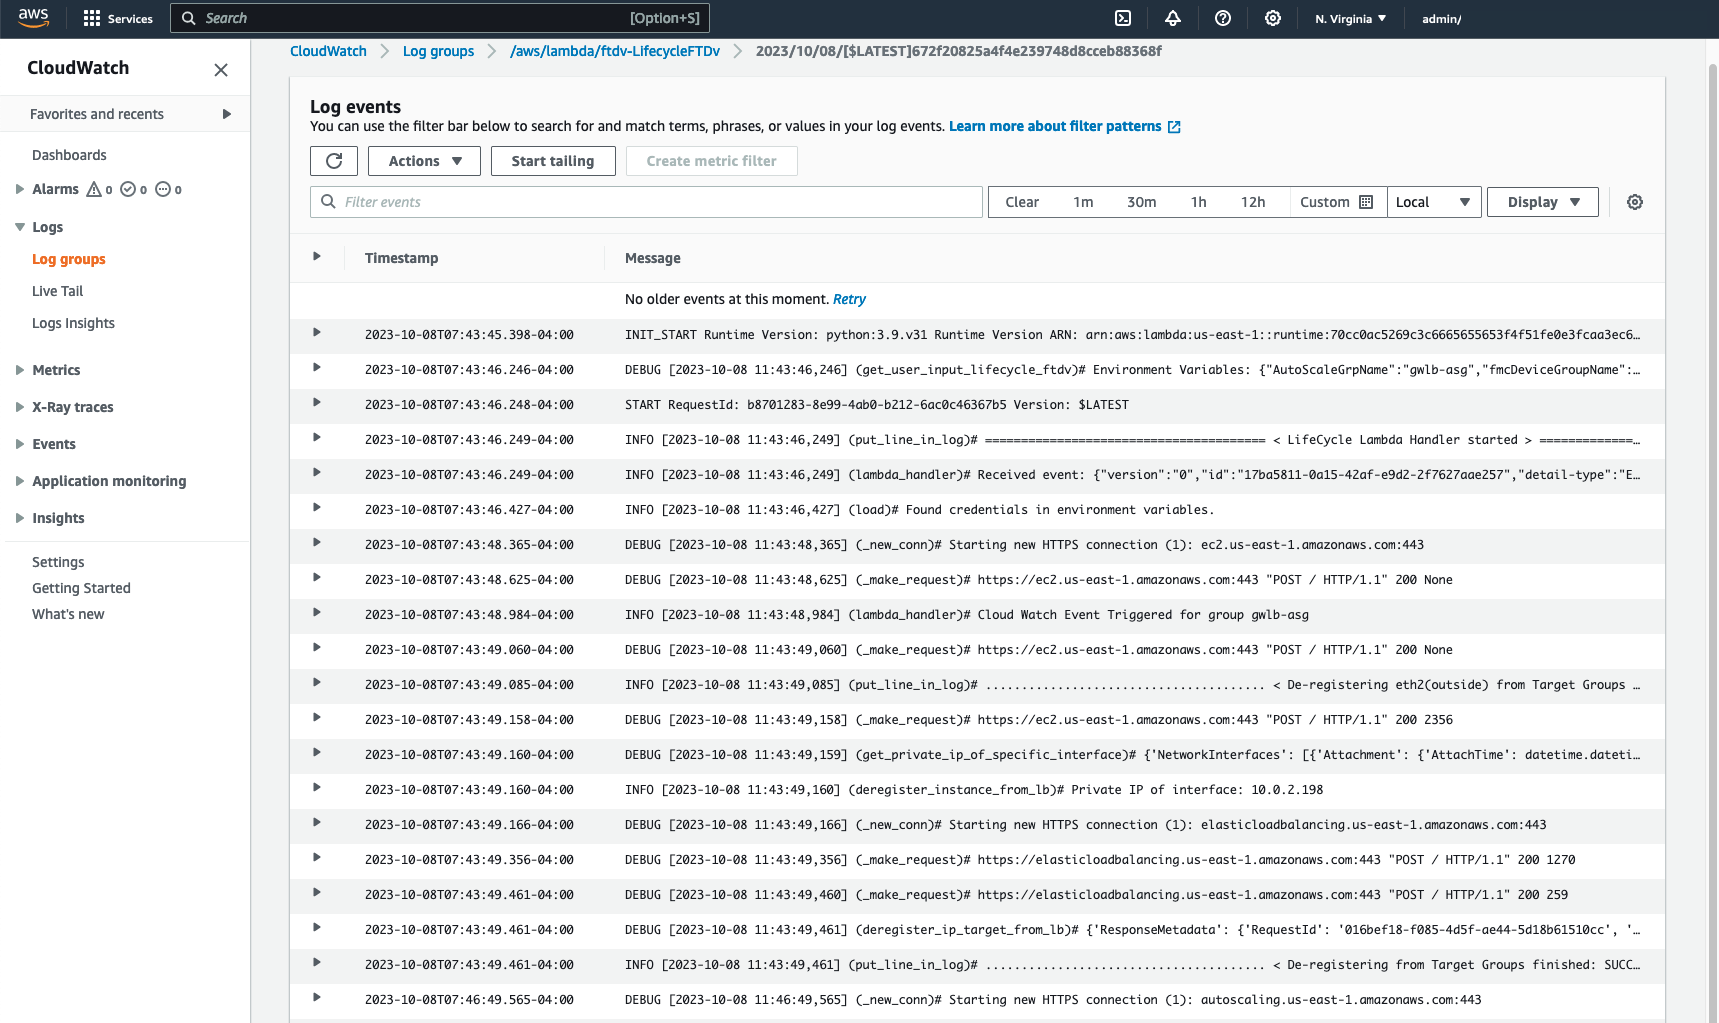 aws Services Search [Option+S] N. Virginia admin/
CloudWatch
Favorites and recents
Dashboards
Alarms 0 0 0
Logs
Log groups
Live Tail
Logs Insights
Metrics
X-Ray traces
Events
Application monitoring
Insights
Settings
Getting Started
What's new
CloudWatch Log groups /aws/lambda/ftdv-LifecycleFTDv 2023/10/08/[$LATEST]672f20825a4f4e239748d8cceb88368f
Log events
You can use the filter bar below to search for and match terms, phrases, or values in your log events. Learn more about filter patterns
Actions Start tailing Create metric filter
Filter events Clear 1m 30m 1h 12h Custom Local Display
Timestamp Message
No older events at this moment. Retry
2023-10-08T07:43:45.398-04:00 INIT_START Runtime Version: python:3.9.v31 Runtime Version ARN: arn:aws:lambda:us-east-1::runtime:70cc0ac5269c3c6665655653f4f51fe0e3fcaa3ec6…
2023-10-08T07:43:46.246-04:00 DEBUG [2023-10-08 11:43:46,246] (get_user_input_lifecycle_ftdv)# Environment Variables: {"AutoScaleGrpName":"gwlb-asg","fmcDeviceGroupName":…
2023-10-08T07:43:46.248-04:00 START RequestId: b8701283-8e99-4ab0-b212-6ac0c46367b5 Version: $LATEST
2023-10-08T07:43:46.249-04:00 INFO [2023-10-08 11:43:46,249] (put_line_in_log)# ======================================= < LifeCycle Lambda Handler started > =============…
2023-10-08T07:43:46.249-04:00 INFO [2023-10-08 11:43:46,249] (lambda_handler)# Received event: {"version":"0","id":"17ba5811-0a15-42af-e9d2-2f7627aae257","detail-type":"E…
2023-10-08T07:43:46.427-04:00 INFO [2023-10-08 11:43:46,427] (load)# Found credentials in environment variables.
2023-10-08T07:43:48.365-04:00 DEBUG [2023-10-08 11:43:48,365] (_new_conn)# Starting new HTTPS connection (1): ec2.us-east-1.amazonaws.com:443
2023-10-08T07:43:48.625-04:00 DEBUG [2023-10-08 11:43:48,625] (_make_request)# https://ec2.us-east-1.amazonaws.com:443 "POST / HTTP/1.1" 200 None
2023-10-08T07:43:48.984-04:00 INFO [2023-10-08 11:43:48,984] (lambda_handler)# Cloud Watch Event Triggered for group gwlb-asg
2023-10-08T07:43:49.060-04:00 DEBUG [2023-10-08 11:43:49,060] (_make_request)# https://ec2.us-east-1.amazonaws.com:443 "POST / HTTP/1.1" 200 None
2023-10-08T07:43:49.085-04:00 INFO [2023-10-08 11:43:49,085] (put_line_in_log)# ....................................... < De-registering eth2(outside) from Target Groups …
2023-10-08T07:43:49.158-04:00 DEBUG [2023-10-08 11:43:49,158] (_make_request)# https://ec2.us-east-1.amazonaws.com:443 "POST / HTTP/1.1" 200 2356
2023-10-08T07:43:49.160-04:00 DEBUG [2023-10-08 11:43:49,159] (get_private_ip_of_specific_interface)# {'NetworkInterfaces': [{'Attachment': {'AttachTime': datetime.dateti…
2023-10-08T07:43:49.160-04:00 INFO [2023-10-08 11:43:49,160] (deregister_instance_from_lb)# Private IP of interface: 10.0.2.198
2023-10-08T07:43:49.166-04:00 DEBUG [2023-10-08 11:43:49,166] (_new_conn)# Starting new HTTPS connection (1): elasticloadbalancing.us-east-1.amazonaws.com:443
2023-10-08T07:43:49.356-04:00 DEBUG [2023-10-08 11:43:49,356] (_make_request)# https://elasticloadbalancing.us-east-1.amazonaws.com:443 "POST / HTTP/1.1" 200 1270
2023-10-08T07:43:49.461-04:00 DEBUG [2023-10-08 11:43:49,460] (_make_request)# https://elasticloadbalancing.us-east-1.amazonaws.com:443 "POST / HTTP/1.1" 200 259
2023-10-08T07:43:49.461-04:00 DEBUG [2023-10-08 11:43:49,461] (deregister_ip_target_from_lb)# {'ResponseMetadata': {'RequestId': '016bef18-f085-4d5f-ae44-5d18b61510cc', '…
2023-10-08T07:43:49.461-04:00 INFO [2023-10-08 11:43:49,461] (put_line_in_log)# ....................................... < De-registering from Target Groups finished: SUCC…
2023-10-08T07:46:49.565-04:00 DEBUG [2023-10-08 11:46:49,565] (_new_conn)# Starting new HTTPS connection (1): autoscaling.us-east-1.amazonaws.com:443